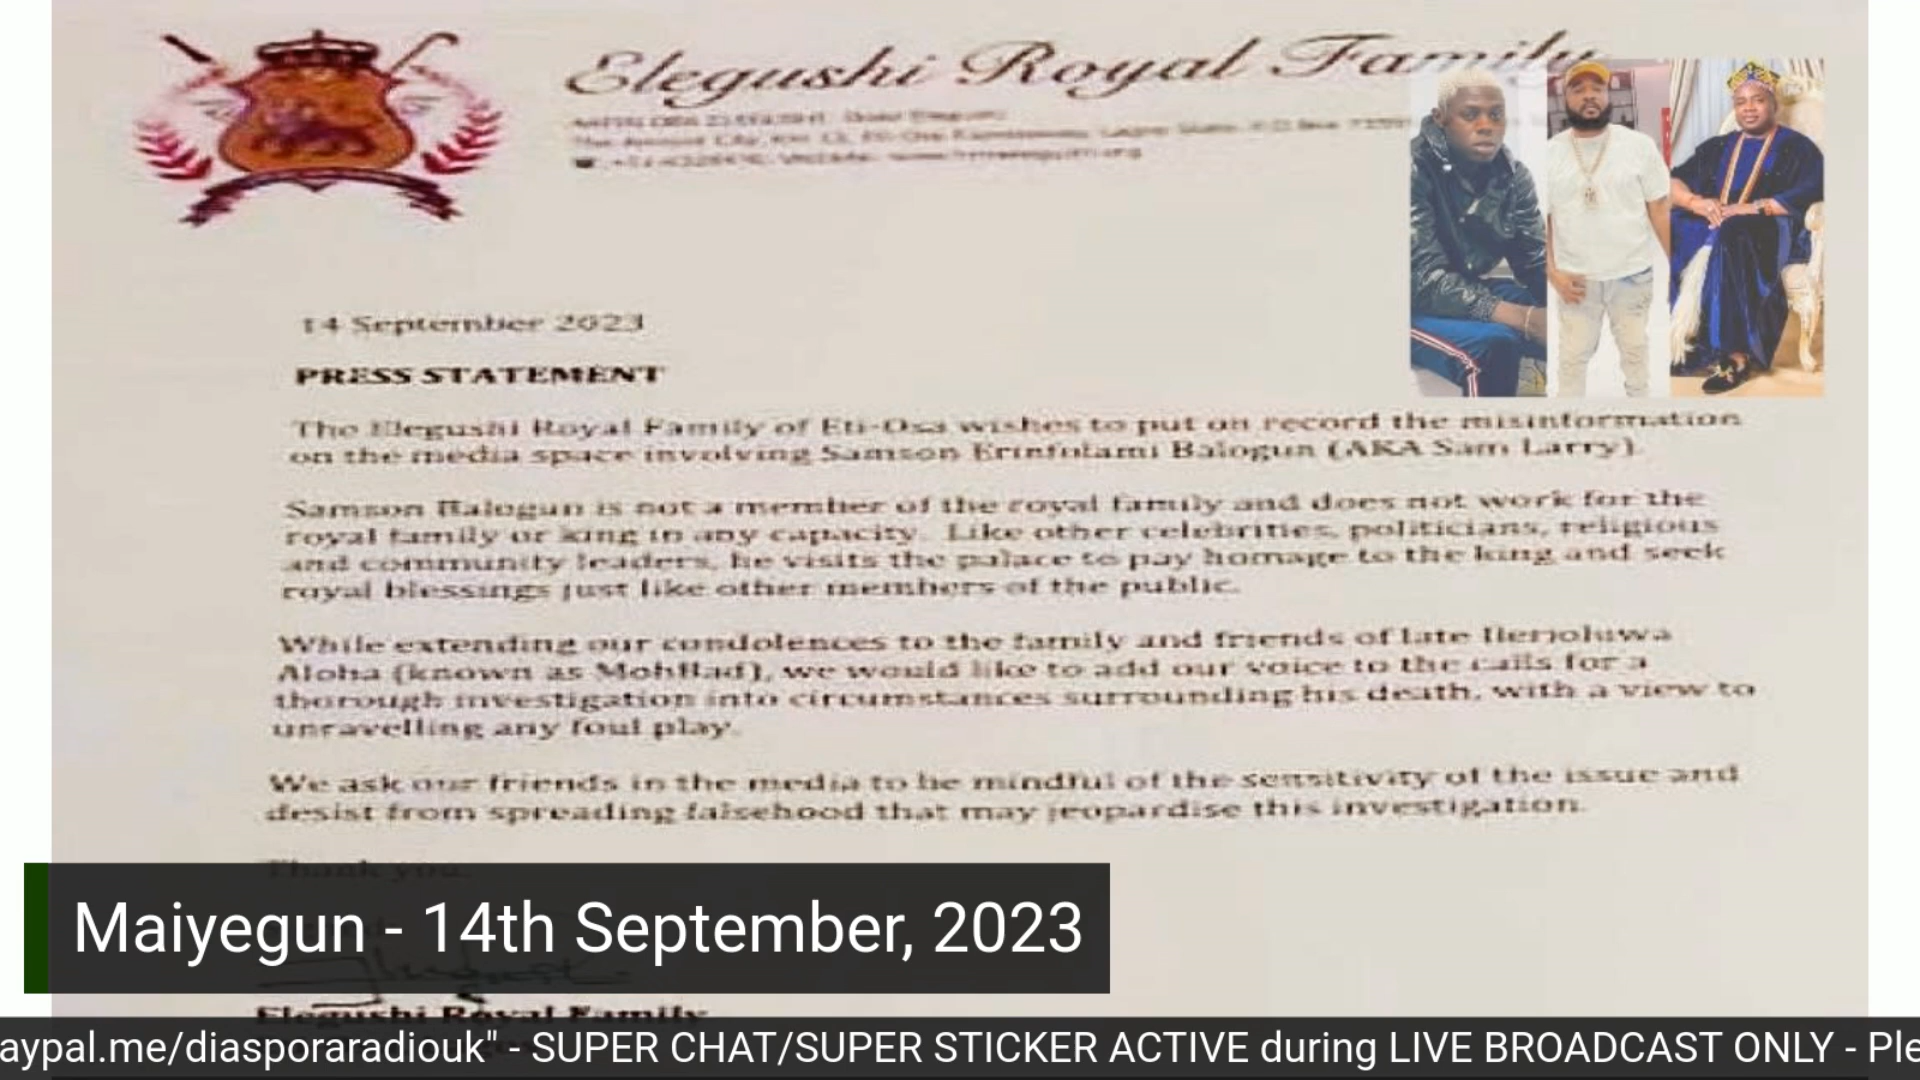 Elegushi Royal Family
14 September 2023
PRESS STATEMENT
The Elegushi Royal Family of Eti-Osa wishes to put on record the misinformation
on the media space involving Samson Erinfolami Balogun (AKA Sam Larry).
Samson Balogun is not a member of the royal family and does not work for the
royal family or king in any capacity. Like other celebrities, politicians, religious
and community leaders, he visits the palace to pay homage to the king and seek
royal blessings just like other members of the public.
While extending our condolences to the family and friends of late
Aloba (known as MohBad), we would like to add our voice to the calls for a
thorough investigation into circumstances surrounding his death, with a view to
unravelling any foul play.
We ask our friends in the media to be mindful of the sensitivity of the issue and
desist from spreading falsehood that may jeopardise this investigation.
Thank you.
Maiyegun - 14th September, 2023
Elegushi Royal Family
aypal.me/diasporaradiouk" - SUPER CHAT/SUPER STICKER ACTIVE during LIVE BROADCAST ONLY - Ple